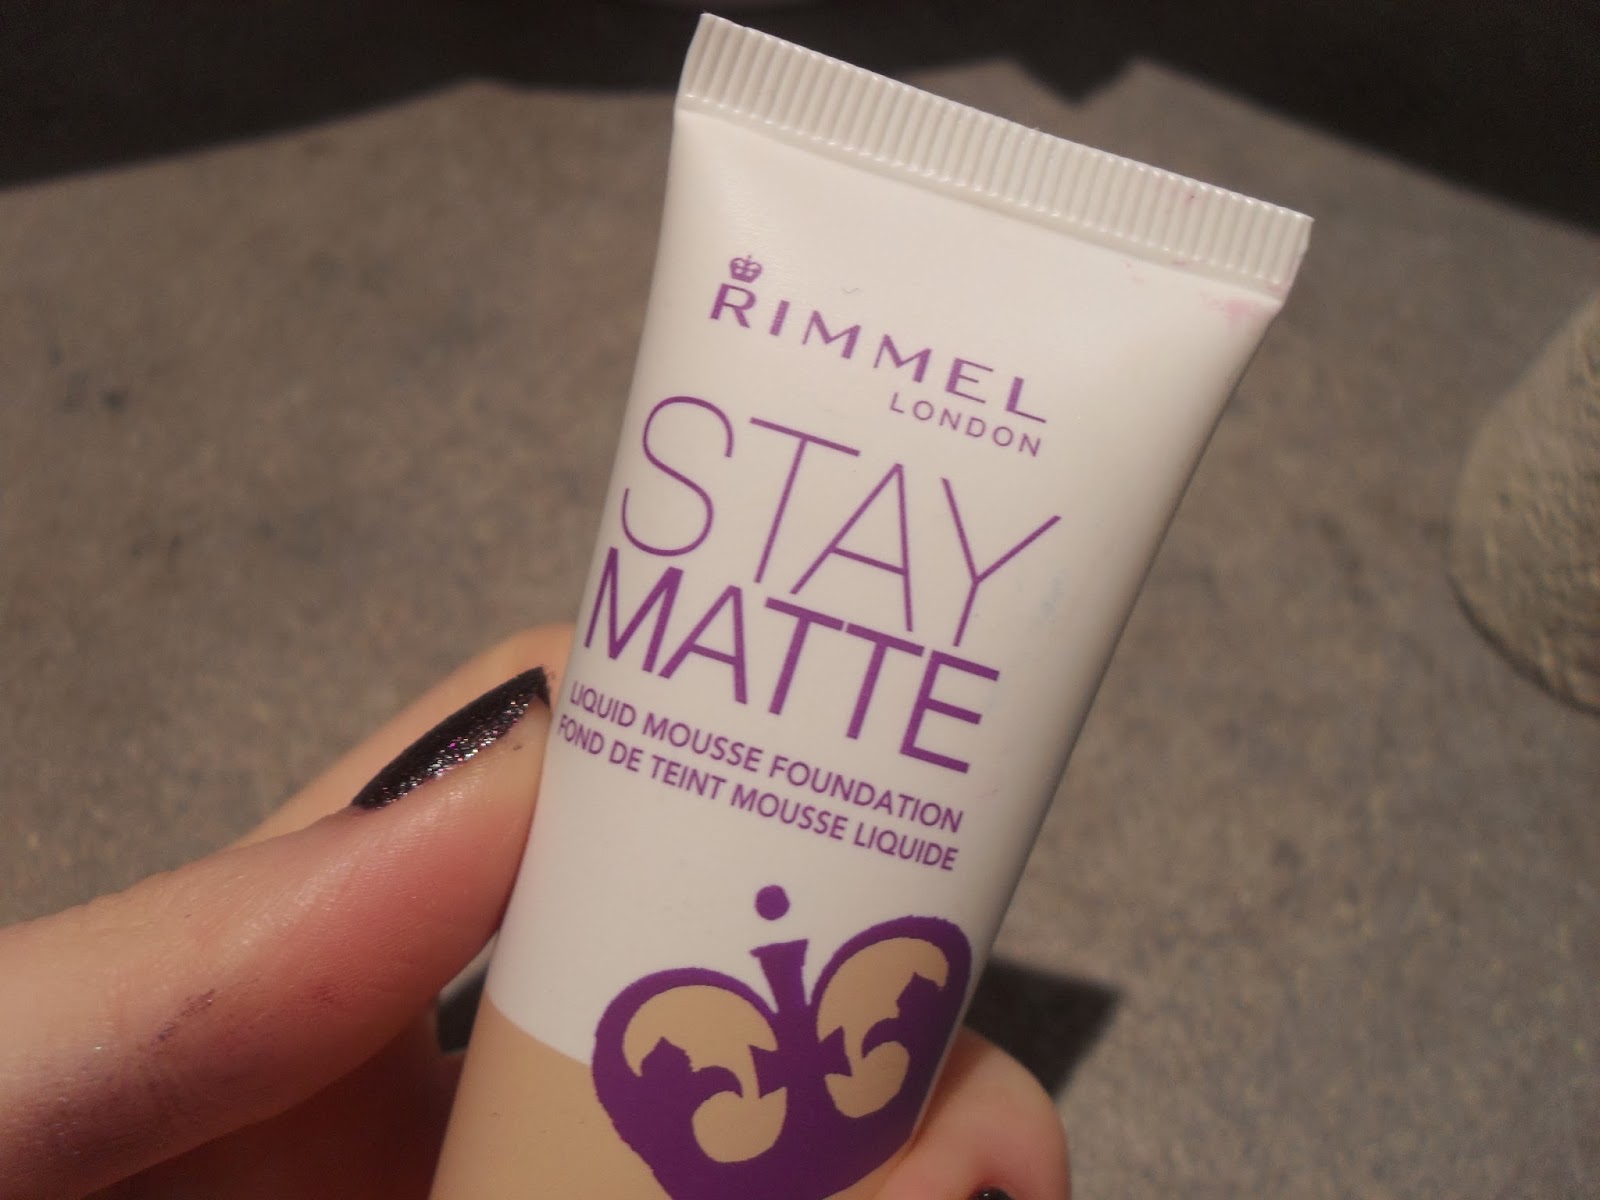 RIMMEL
LONDON
STAY
MATTE
LIQUID MOUSSE FOUNDATION
FOND DE TEINT MOUSSE LIQUIDE